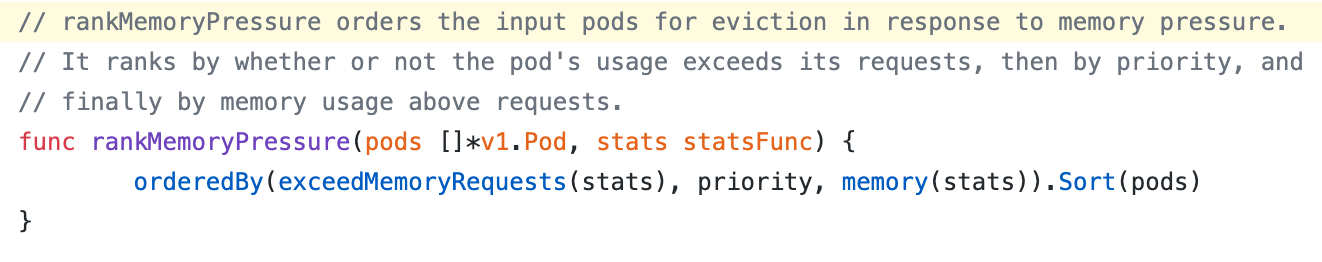 // rankMemoryPressure orders the input pods for eviction in response to memory pressure.
// It ranks by whether or not the pod's usage exceeds its requests, then by priority, and
// finally by memory usage above requests.
func rankMemoryPressure(pods []*v1.Pod, stats statsFunc) {
        orderedBy(exceedMemoryRequests(stats), priority, memory(stats)).Sort(pods)
}